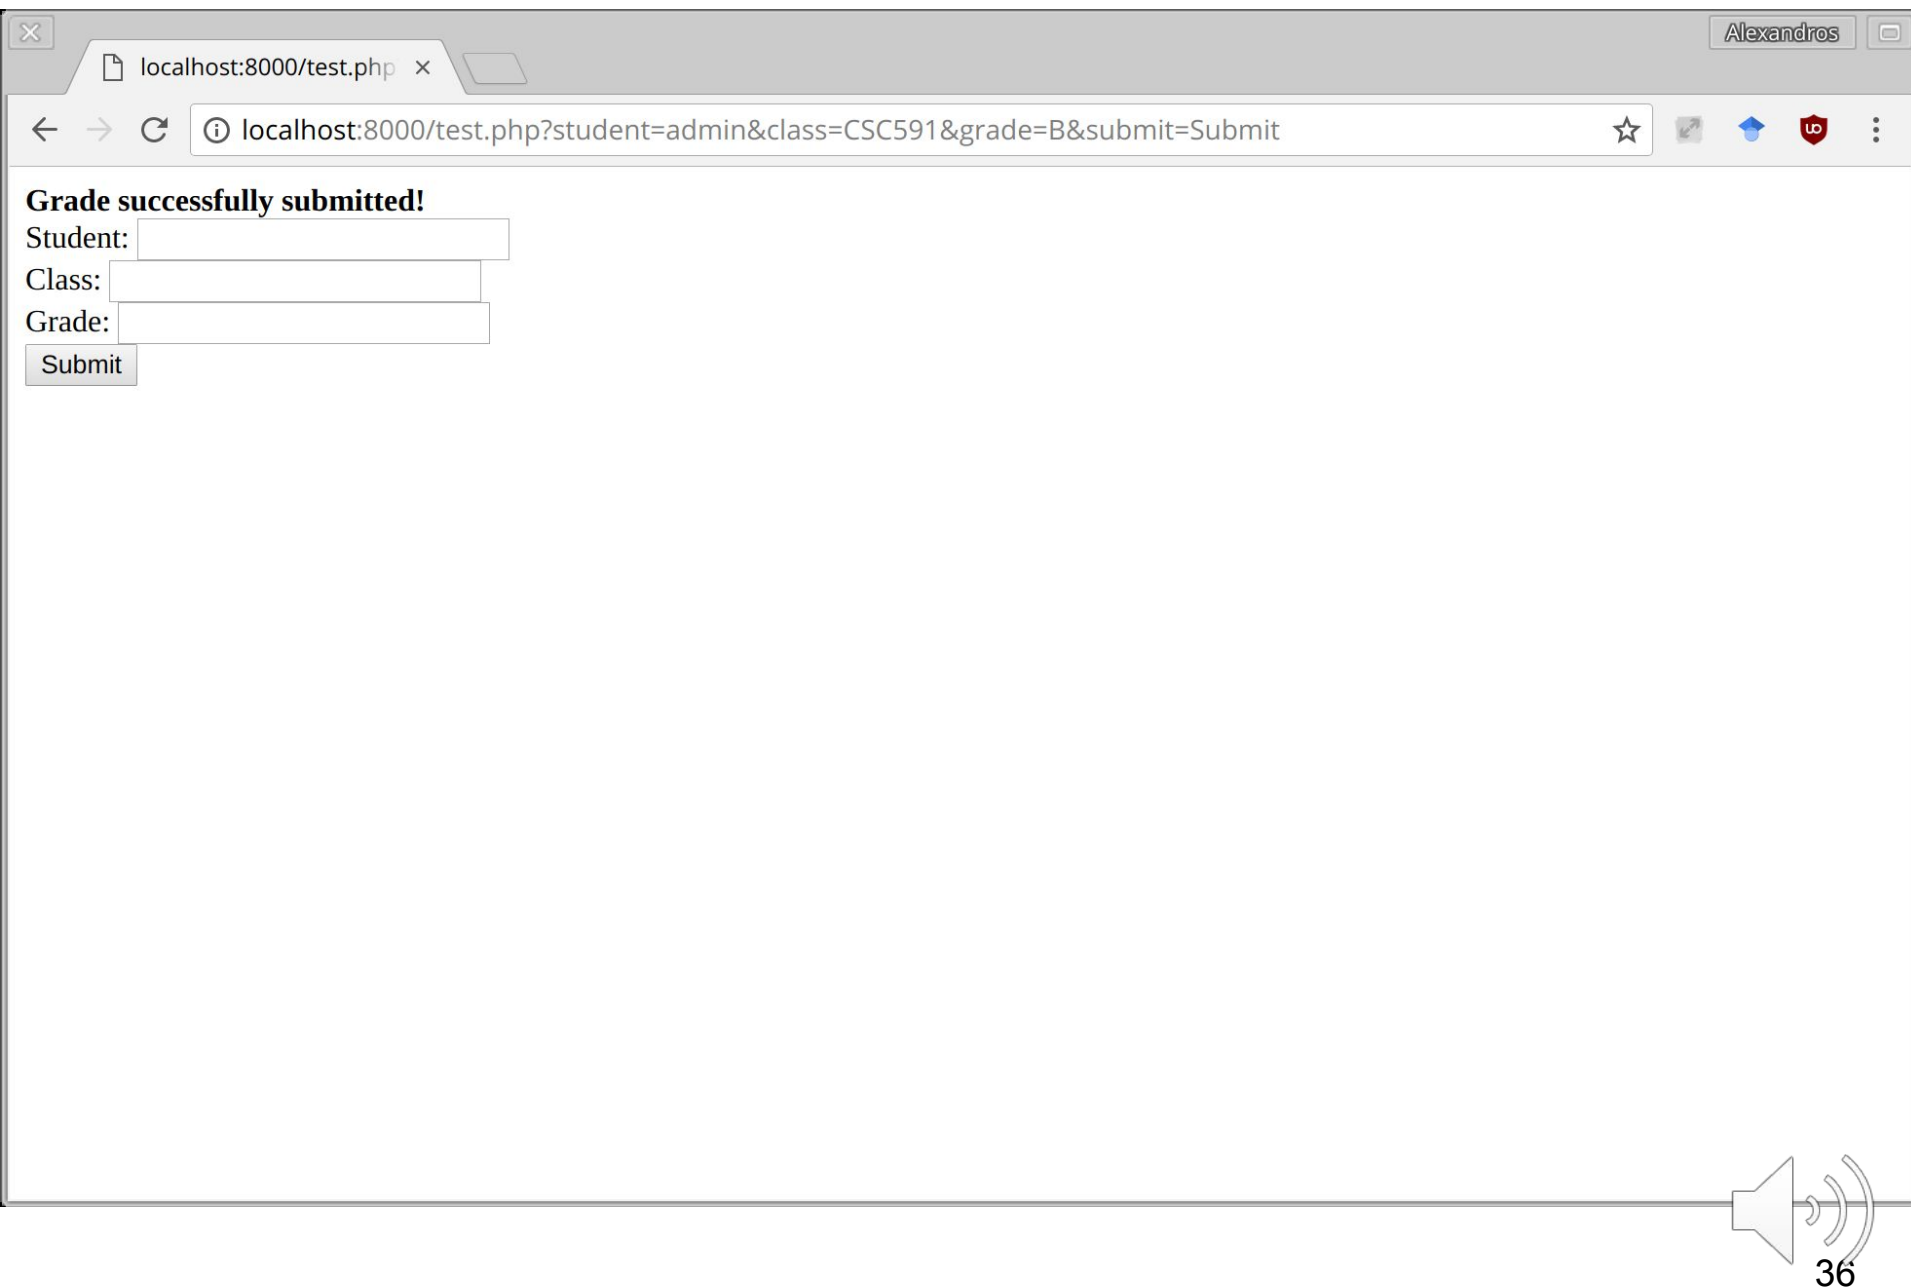 Alexandros
localhost:8000/test.php
localhost:8000/test.php?student=admin&class=CSC591&grade=B&submit=Submit
Grade successfully submitted!
Student:
Class:
Grade:
Submit
36